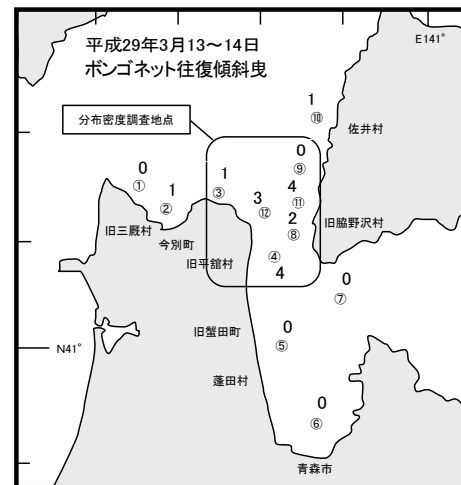 平成29年3月13～14日
ボンゴネット往復傾斜曳
E141°
分布密度調査地点
1
⑩
佐井村
0
⑨
0
①
1
②
1
③
4
⑪
3
⑫
2
⑧
旧三厩村
今別町
旧平舘村
旧脇野沢村
④
4
0
⑦
旧蟹田町
0
⑤
N41°
蓬田村
0
⑥
青森市